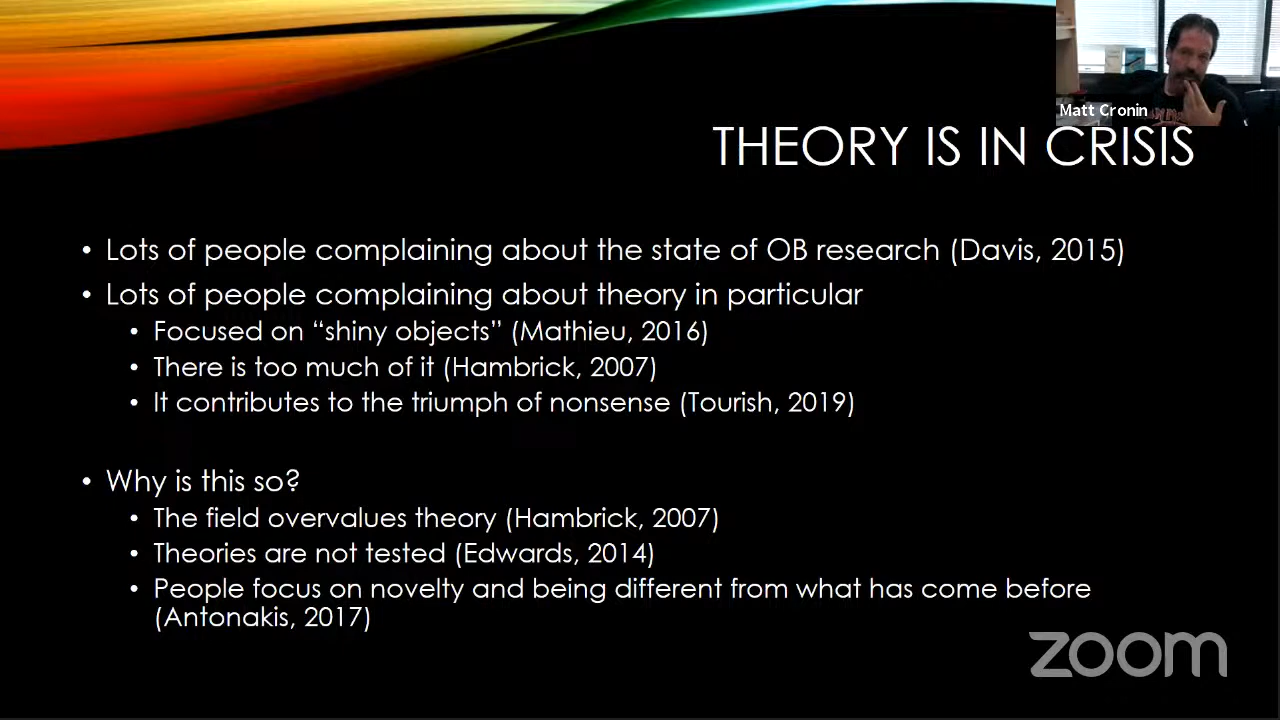 Matt Cronin
THEORY IS IN CRISIS
• Lots of people complaining about the state of OB research (Davis, 2015)
• Lots of people complaining about theory in particular
• Focused on “shiny objects” (Mathieu, 2016)
• There is too much of it (Hambrick, 2007)
• It contributes to the triumph of nonsense (Tourish, 2019)
• Why is this so?
• The field overvalues theory (Hambrick, 2007)
• Theories are not tested (Edwards, 2014)
• People focus on novelty and being different from what has come before
(Antonakis, 2017)
zoom